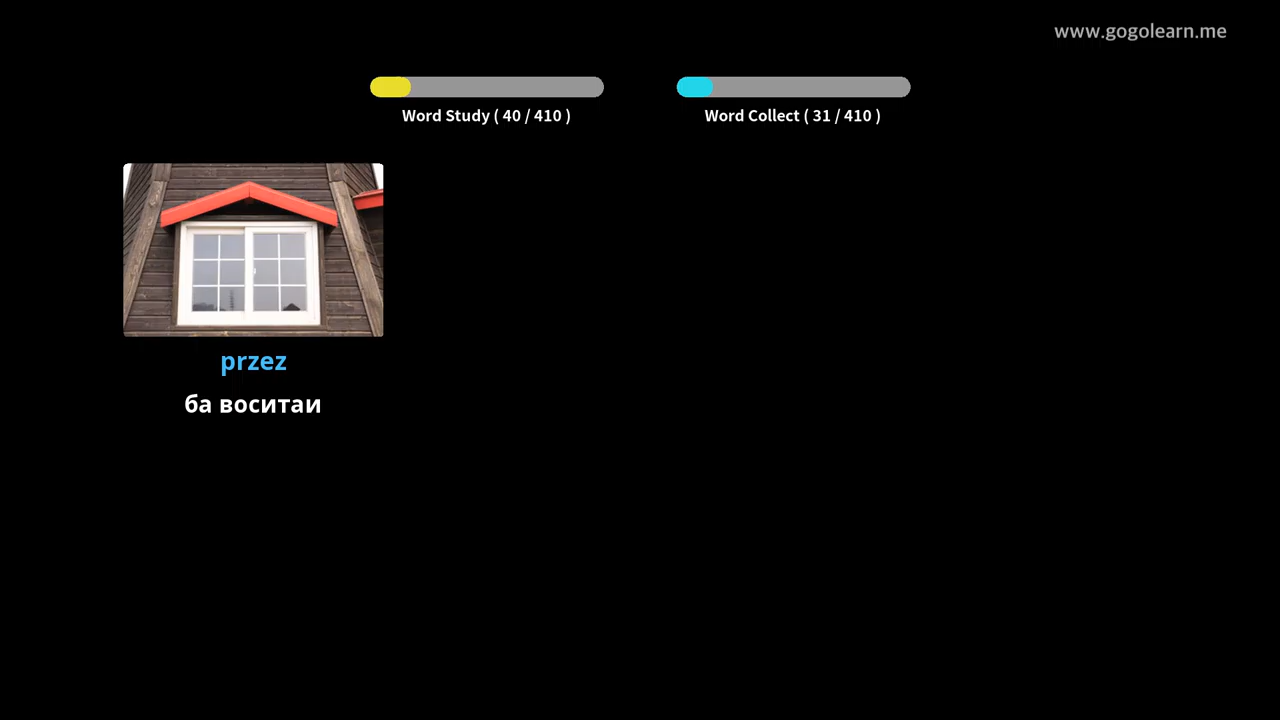 www.gogolearn.me
Word Study ( 40 / 410 )
Word Collect ( 31 / 410 )
przez
ба воситаи